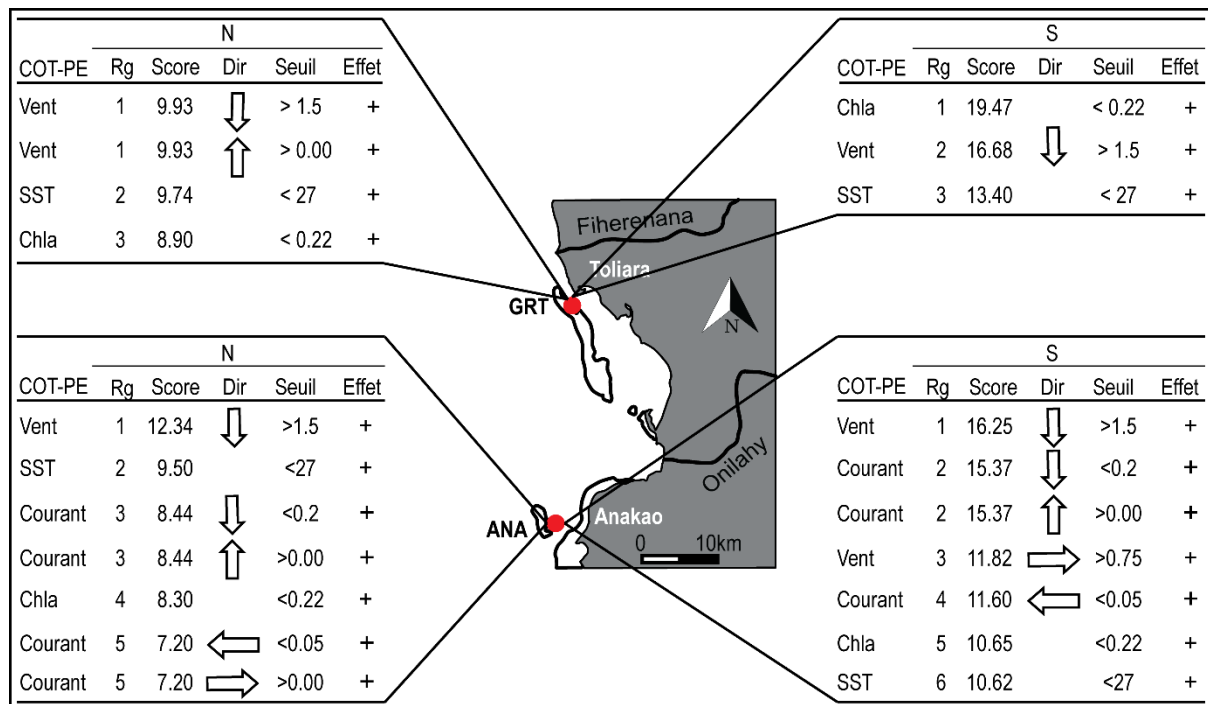 N
COT-PE Rg Score Dir Seuil Effet
Vent 1 9.93 ⇩ > 1.5 +
Vent 1 9.93 ⇧ > 0.00 +
SST 2 9.74 < 27 +
Chla 3 8.90 < 0.22 +
S
COT-PE Rg Score Dir Seuil Effet
Chla 1 19.47 < 0.22 +
Vent 2 16.68 ⇩ > 1.5 +
SST 3 13.40 < 27 +
Fiherenana
Toliara
GRT
N
Onilahy
ANA
Anakao
0 10km
N
COT-PE Rg Score Dir Seuil Effet
Vent 1 12.34 ⇩ >1.5 +
SST 2 9.50 <27 +
Courant 3 8.44 ⇩ <0.2 +
Courant 3 8.44 ⇧ >0.00 +
Chla 4 8.30 <0.22 +
Courant 5 7.20 ⇦ <0.05 +
Courant 5 7.20 ⇨ >0.00 +
S
COT-PE Rg Score Dir Seuil Effet
Vent 1 16.25 ⇩ >1.5 +
Courant 2 15.37 ⇩ <0.2 +
Courant 2 15.37 ⇧ >0.00 +
Vent 3 11.82 ⇨ >0.75 +
Courant 4 11.60 ⇦ <0.05 +
Chla 5 10.65 <0.22 +
SST 6 10.62 <27 +